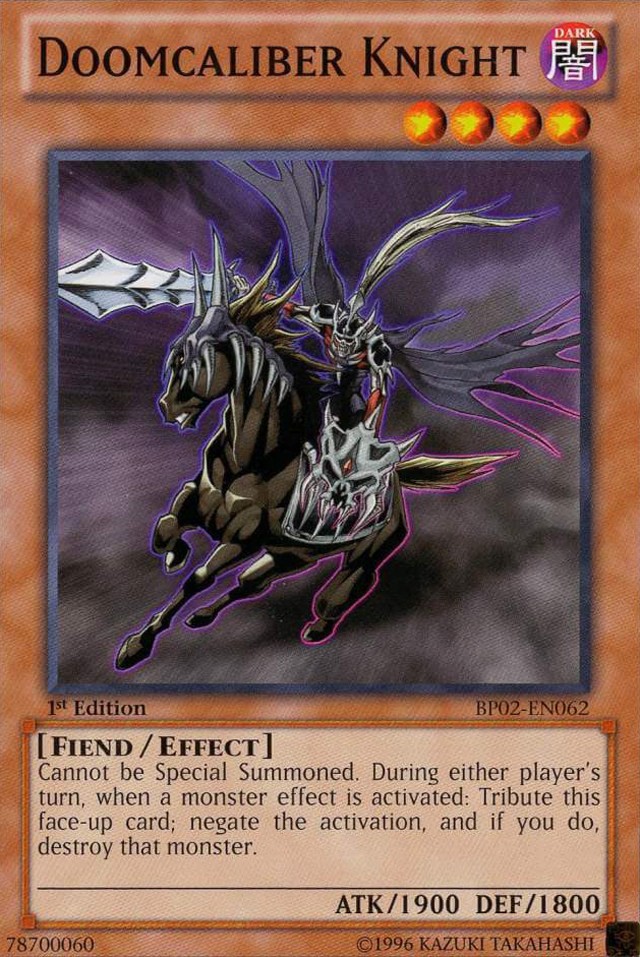 DOOMCALIBER KNIGHT
DARK
闇
1st Edition
BP02-EN062
[FIEND / EFFECT]
Cannot be Special Summoned. During either player's
turn, when a monster effect is activated: Tribute this
face-up card; negate the activation, and if you do,
destroy that monster.
ATK/1900 DEF/1800
78700060
©1996 KAZUKI TAKAHASHI